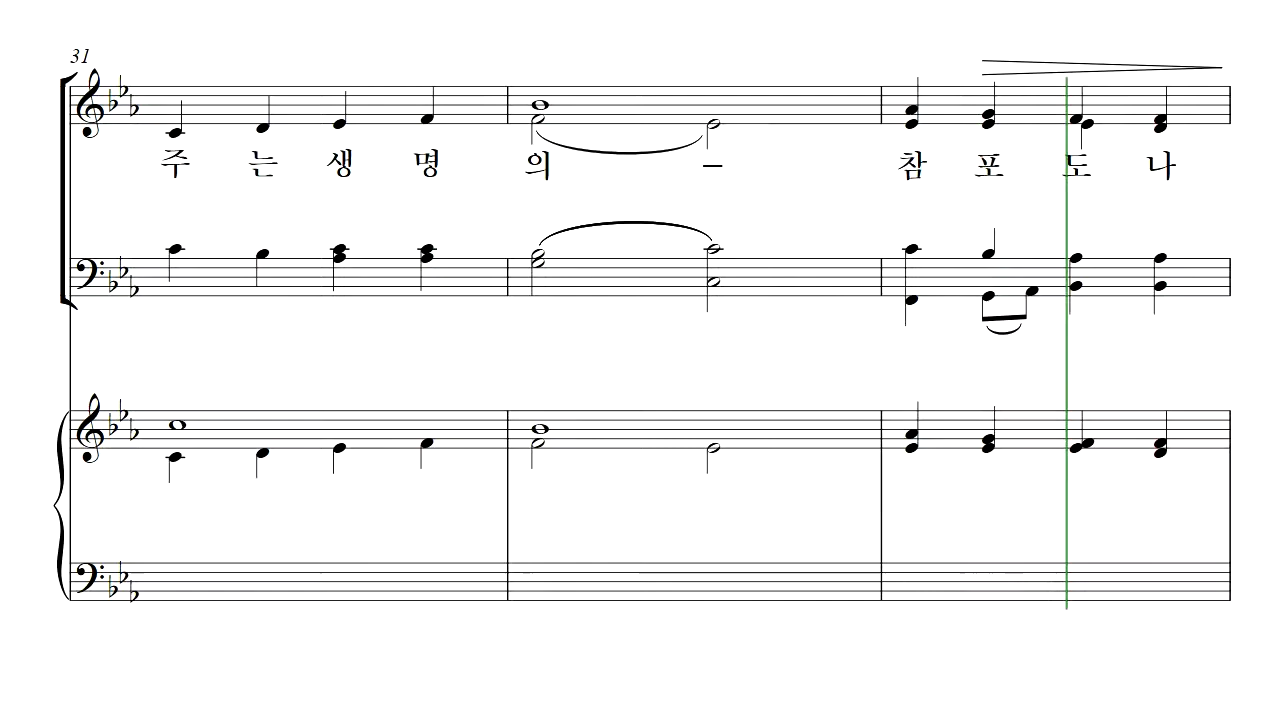 31
주 는 생 명 의 – 참 포 도 나